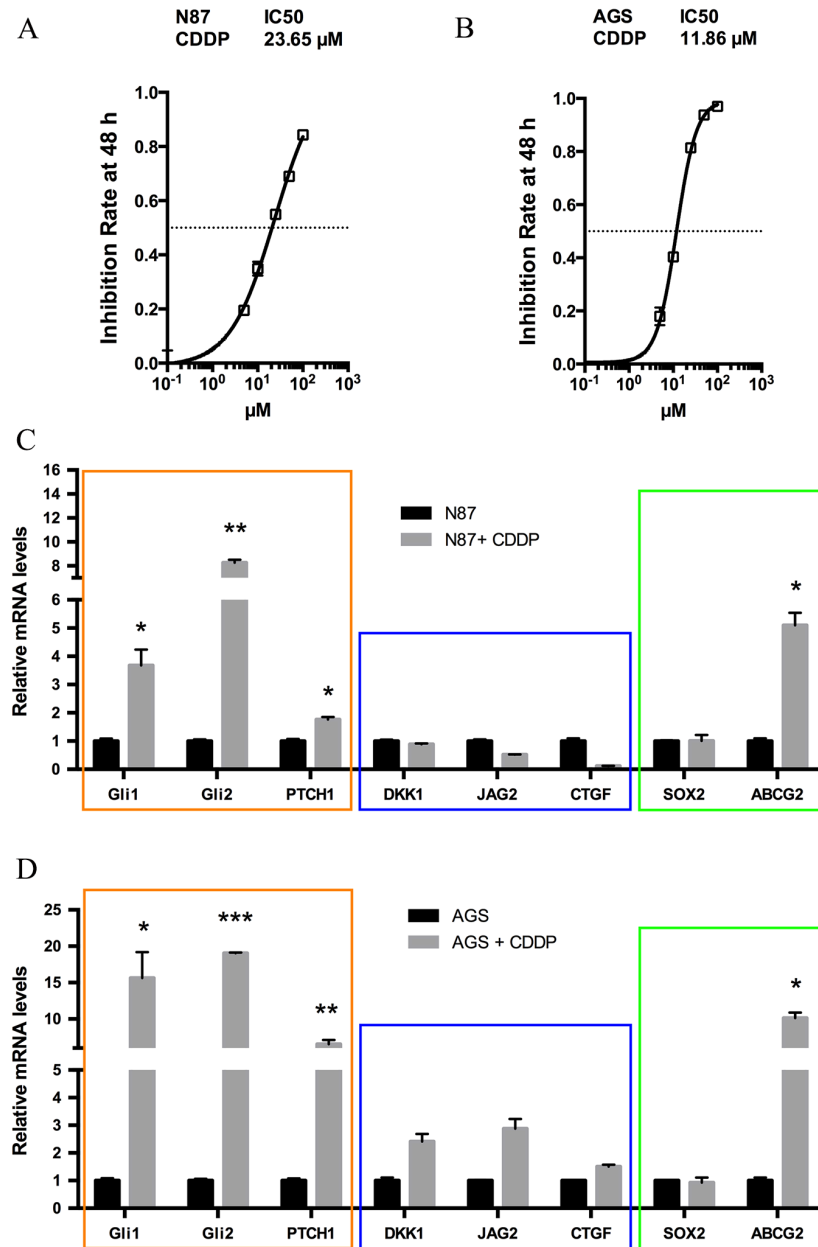 A
N87 IC50
CDDP 23.65 µM
Inhibition Rate at 48 h
1.0
0.8
0.6
0.4
0.2
0.0
10-1 100 101 102 103
µM
B
AGS IC50
CDDP 11.86 µM
Inhibition Rate at 48 h
1.0
0.8
0.6
0.4
0.2
0.0
10-1 100 101 102 103
µM
C
Relative mRNA levels
16
14
12
10
8
6
5
4
3
2
1
0
N87
N87+ CDDP
*
**
*
*
Gli1 Gli2 PTCH1 DKK1 JAG2 CTGF SOX2 ABCG2
D
Relative mRNA levels
25
20
15
10
5
4
3
2
1
0
AGS
AGS + CDDP
*
***
**
*
Gli1 Gli2 PTCH1 DKK1 JAG2 CTGF SOX2 ABCG2